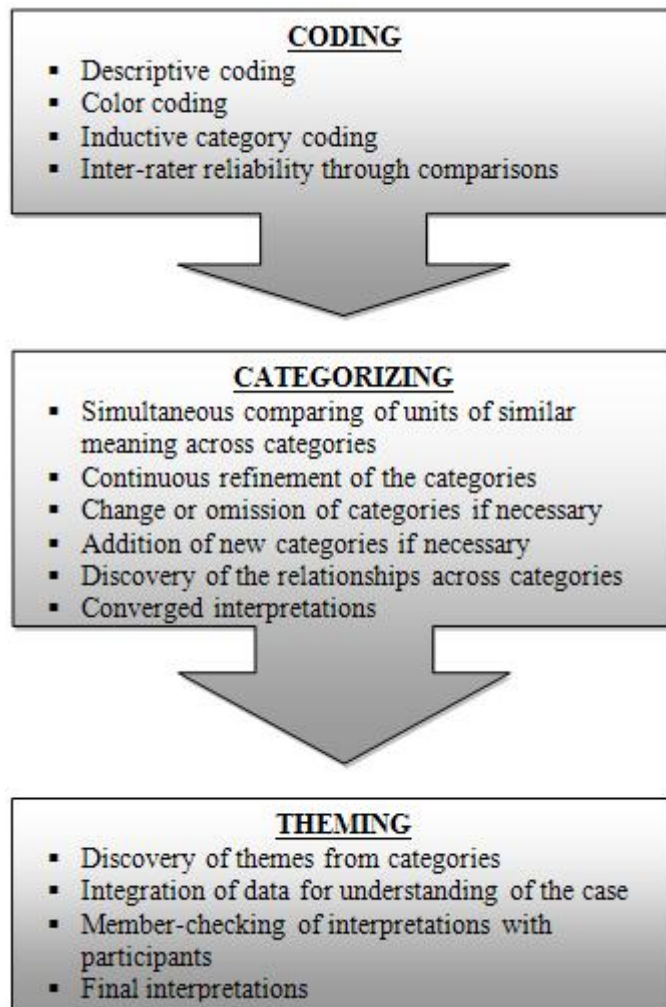 CODING
▪ Descriptive coding
▪ Color coding
▪ Inductive category coding
▪ Inter-rater reliability through comparisons
CATEGORIZING
▪ Simultaneous comparing of units of similar
meaning across categories
▪ Continuous refinement of the categories
▪ Change or omission of categories if necessary
▪ Addition of new categories if necessary
▪ Discovery of the relationships across categories
▪ Converged interpretations
THEMING
▪ Discovery of themes from categories
▪ Integration of data for understanding of the case
▪ Member-checking of interpretations with
participants
▪ Final interpretations